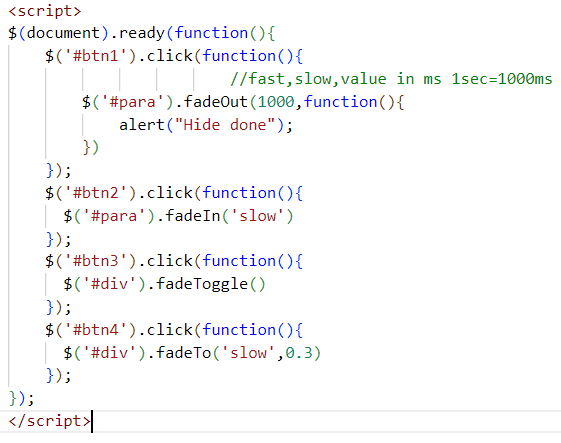 <script>
$(document).ready(function(){
    $('#btn1').click(function(){
                        //fast,slow,value in ms 1sec=1000ms
        $('#para').fadeOut(1000,function(){
            alert("Hide done");
        })
    });
    $('#btn2').click(function(){
      $('#para').fadeIn('slow')
    });
    $('#btn3').click(function(){
      $('#div').fadeToggle()
    });
    $('#btn4').click(function(){
      $('#div').fadeTo('slow',0.3)
    });
});
</script>